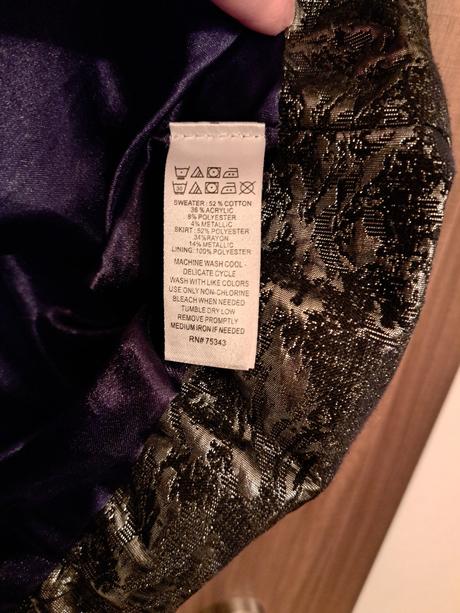 30
SWEATER: 52 % COTTON
36 % ACRYLIC
8% POLYESTER
4% METALLIC
SKIRT: 52% POLYESTER
34% RAYON
14% METALLIC
LINING: 100% POLYESTER
MACHINE WASH COOL -
DELICATE CYCLE
WASH WITH LIKE COLORS
USE ONLY NON-CHLORINE
BLEACH WHEN NEEDED
TUMBLE DRY LOW
REMOVE PROMPTLY
MEDIUM IRON IF NEEDED
RN# 75343